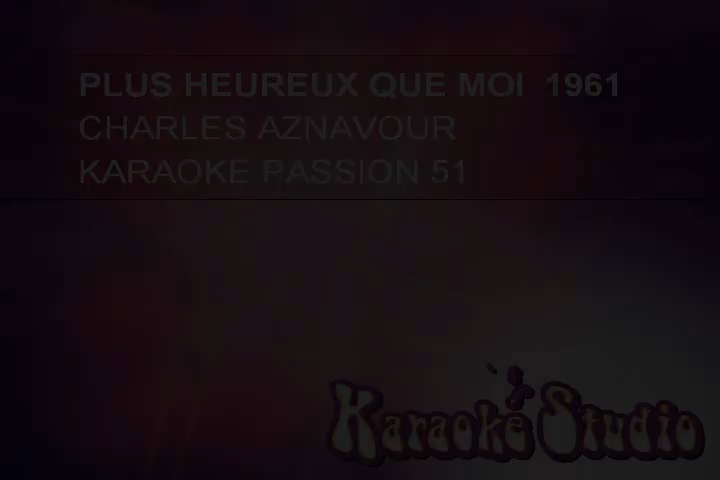 PLUS HEUREUX QUE MOI 1961
CHARLES AZNAVOUR
KARAOKE PASSION 51
Karaoke Studio